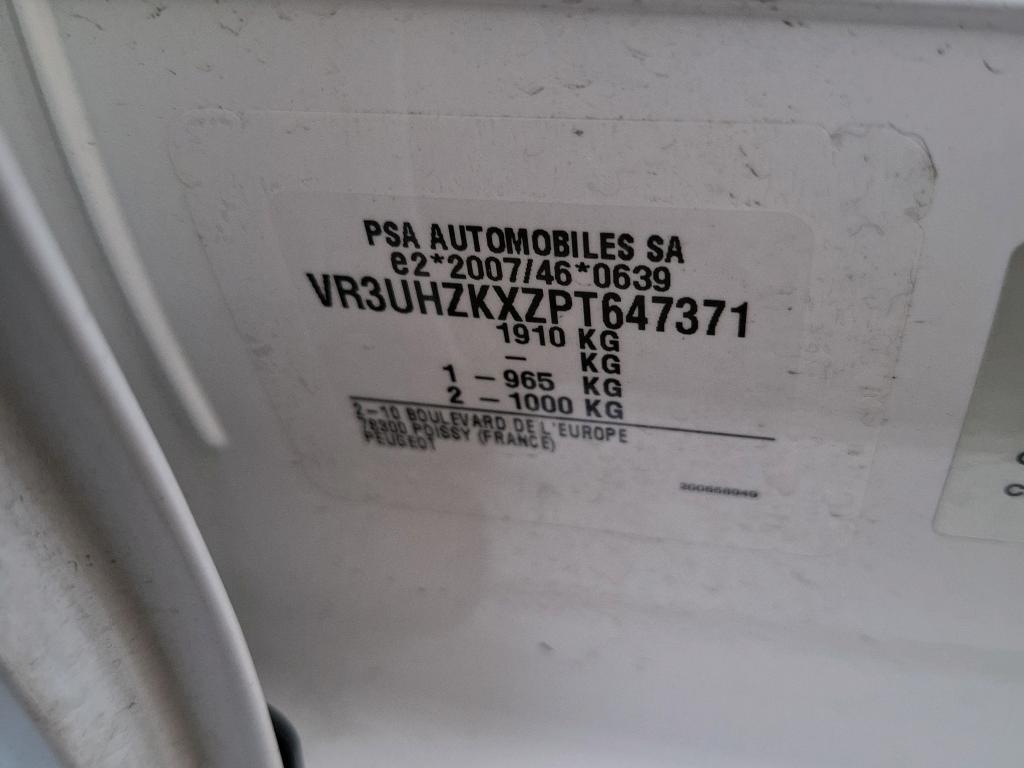 PSA AUTOMOBILES SA
e2*2007/46*0639
VR3UHZKXZPT647371
1910 KG
– KG
1 – 965 KG
2 – 1000 KG
2–10 BOULEVARD DE L'EUROPE
78300 POISSY (FRANCE)
PEUGEOT